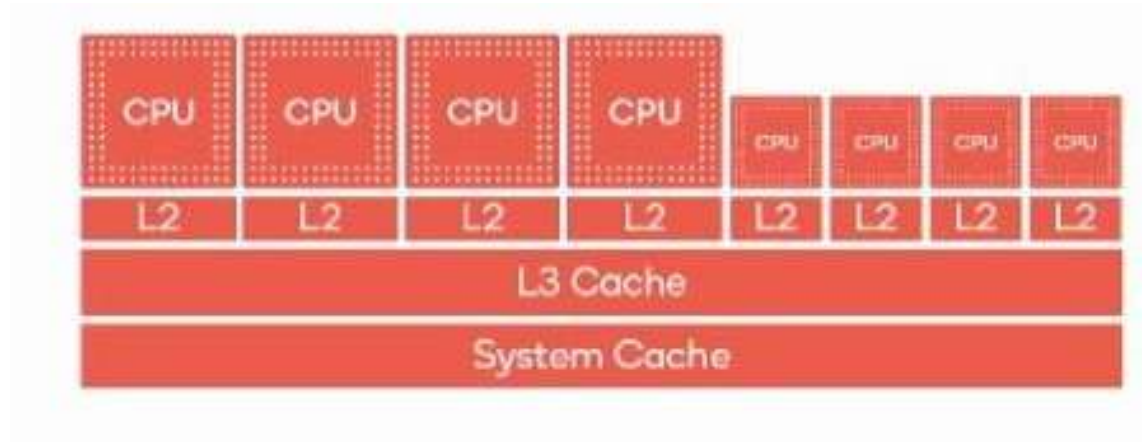 CPU CPU CPU CPU CPU CPU CPU CPU
L2 L2 L2 L2 L2 L2 L2 L2
L3 Cache
System Cache